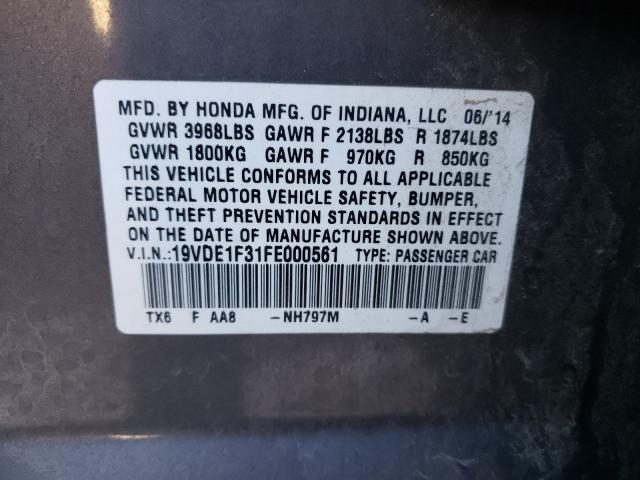 MFD. BY HONDA MFG. OF INDIANA, LLC 06/'14
GVWR 3968LBS GAWR F 2138LBS R 1874LBS
GVWR 1800KG GAWR F 970KG R 850KG
THIS VEHICLE CONFORMS TO ALL APPLICABLE
FEDERAL MOTOR VEHICLE SAFETY, BUMPER,
AND THEFT PREVENTION STANDARDS IN EFFECT
ON THE DATE OF MANUFACTURE SHOWN ABOVE.
V.I.N.:19VDE1F31FE000561 TYPE: PASSENGER CAR
TX6 F AA8 -NH797M -A -E